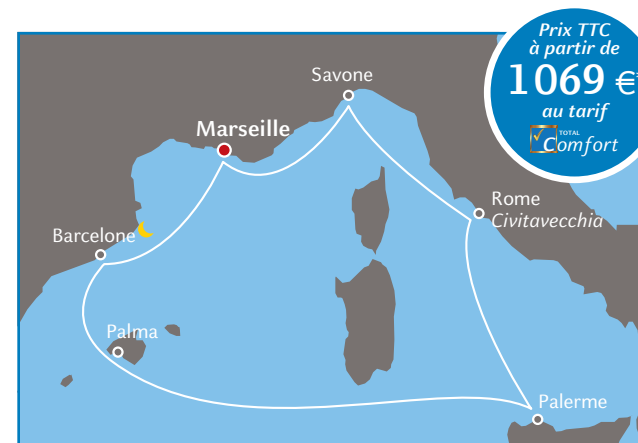 Prix TTC
à partir de
1069 €*
au tarif
TOTAL
Comfort
Savone
Marseille
Rome
Civitavecchia
Barcelone
Palma
Palerme